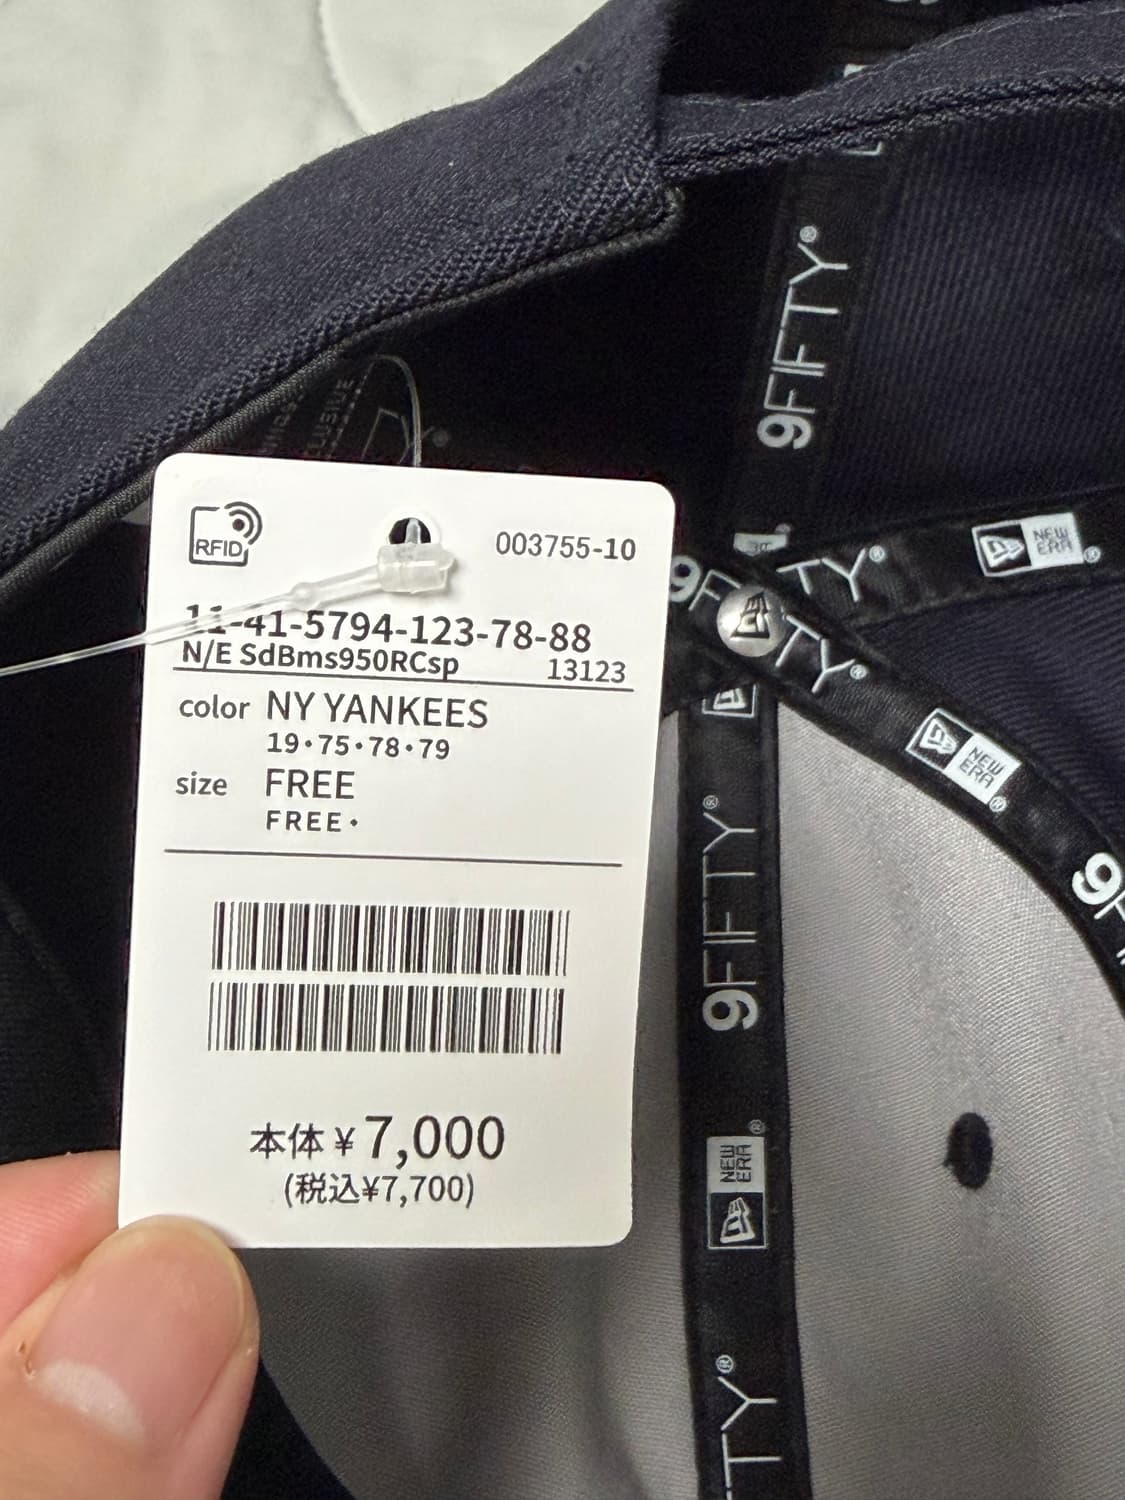 RFID
003755-10
11-41-5794-123-78-88
N/E SdBms950RCsp 13123
color NY YANKEES
19・75・78・79
size FREE
FREE・
本体 ¥7,000
(税込¥7,700)
9FIFTY®
9FIFTY®
NEW ERA®
TY®
NEW ERA®
9FIFTY®
NEW ERA®
FTY®